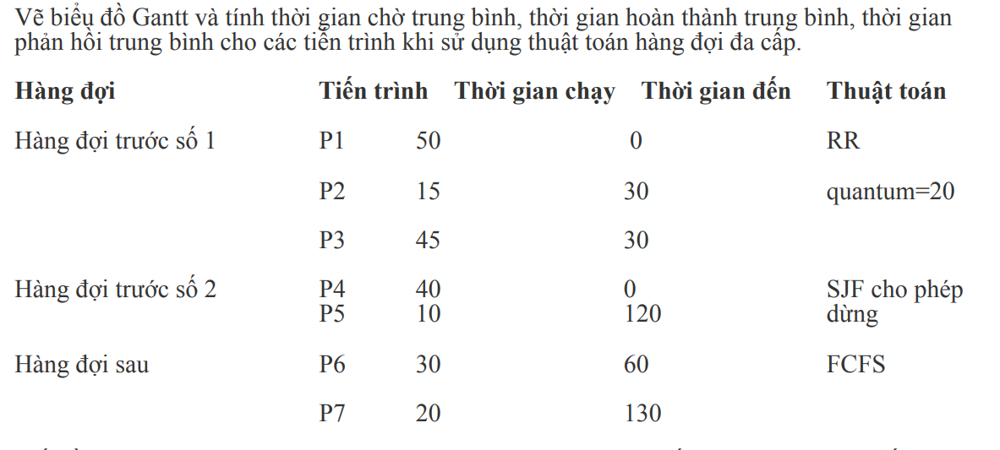 Vẽ biểu đồ Gantt và tính thời gian chờ trung bình, thời gian hoàn thành trung bình, thời gian
phản hồi trung bình cho các tiến trình khi sử dụng thuật toán hàng đợi đa cấp.
Hàng đợi Tiến trình Thời gian chạy Thời gian đến Thuật toán
Hàng đợi trước số 1 P1 50 0 RR
P2 15 30 quantum=20
P3 45 30
Hàng đợi trước số 2 P4 40 0 SJF cho phép
P5 10 120 dừng
Hàng đợi sau P6 30 60 FCFS
P7 20 130